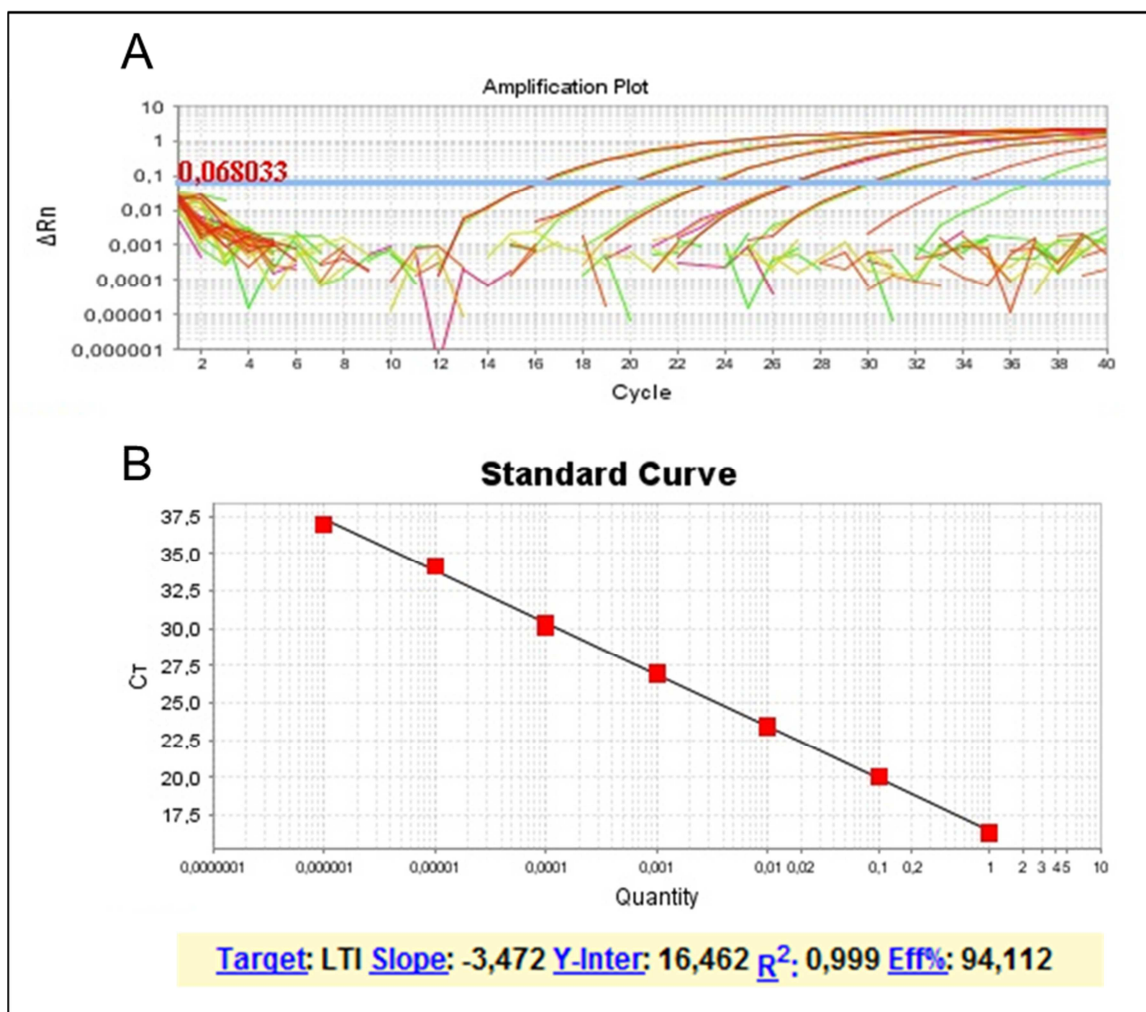 A
Amplification Plot
10
1
0,1
0,01
0,001
0,0001
0,00001
0,000001
0,068033
ΔRn
2 4 6 8 10 12 14 16 18 20 22 24 26 28 30 32 34 36 38 40
Cycle
B
Standard Curve
37,5
35,0
32,5
30,0
27,5
25,0
22,5
20,0
17,5
Cт
0,0000001 0,000001 0,00001 0,0001 0,001 0,01 0,02 0,1 0,2 1 2 3 4 5 10
Quantity
Target: LTI Slope: -3,472 Y-Inter: 16,462 R²: 0,999 Eff%: 94,112